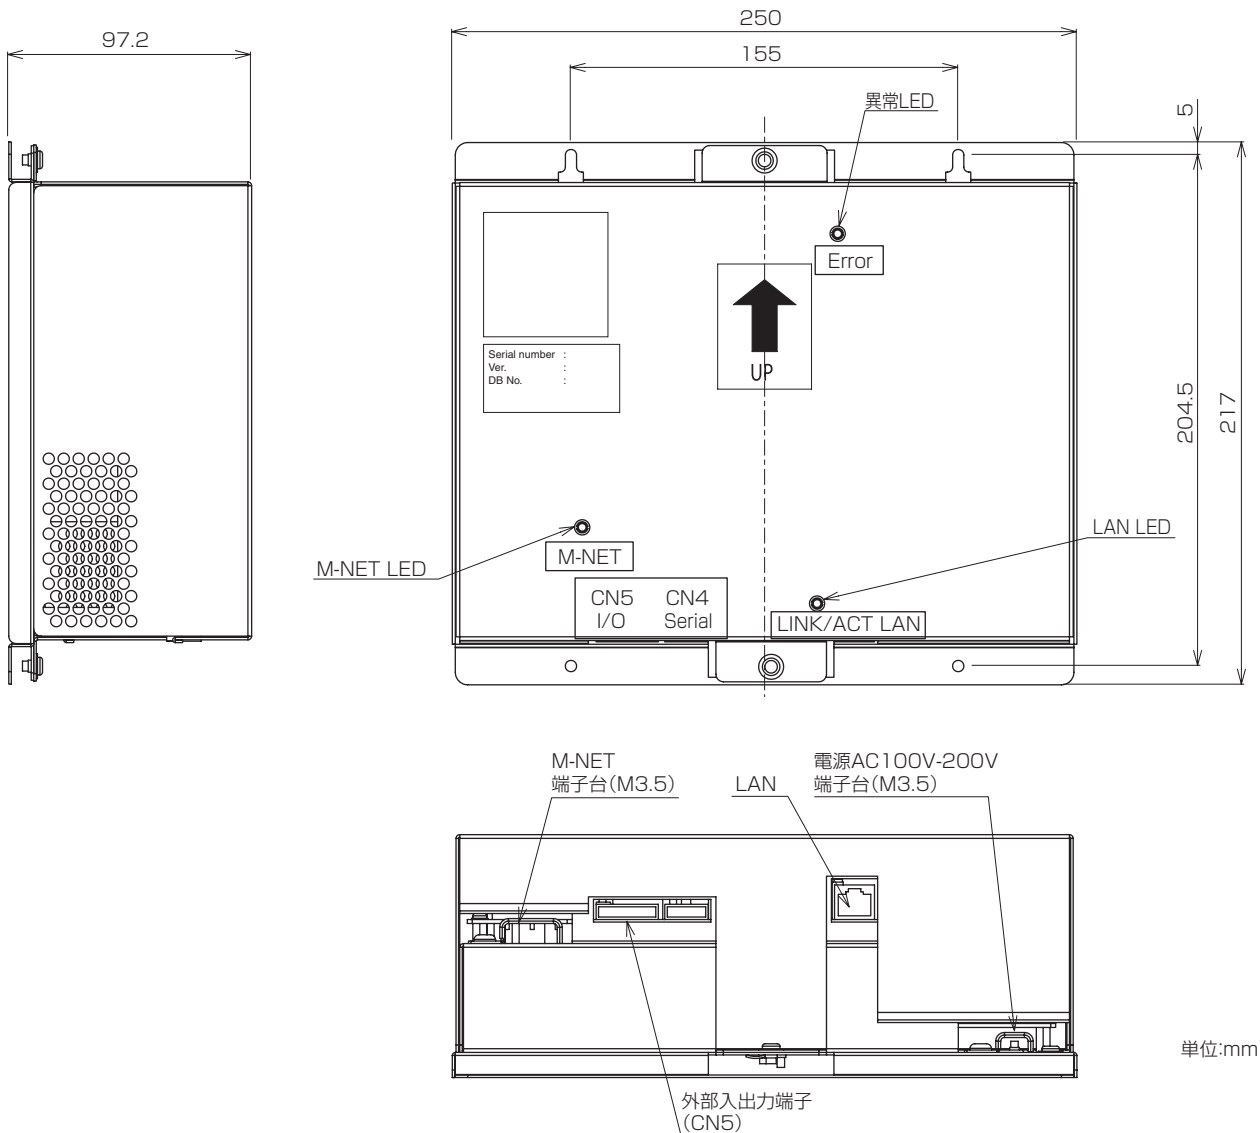 97.2
250
155
異常LED
5
Error
UP
Serial number :
Ver. :
DB No. :
204.5
217
M-NET LED
M-NET
LAN LED
CN5 CN4
I/O Serial
LINK/ACT LAN
M-NET
端子台(M3.5)
LAN
電源AC100V-200V
端子台(M3.5)
単位:mm
外部入出力端子
(CN5)